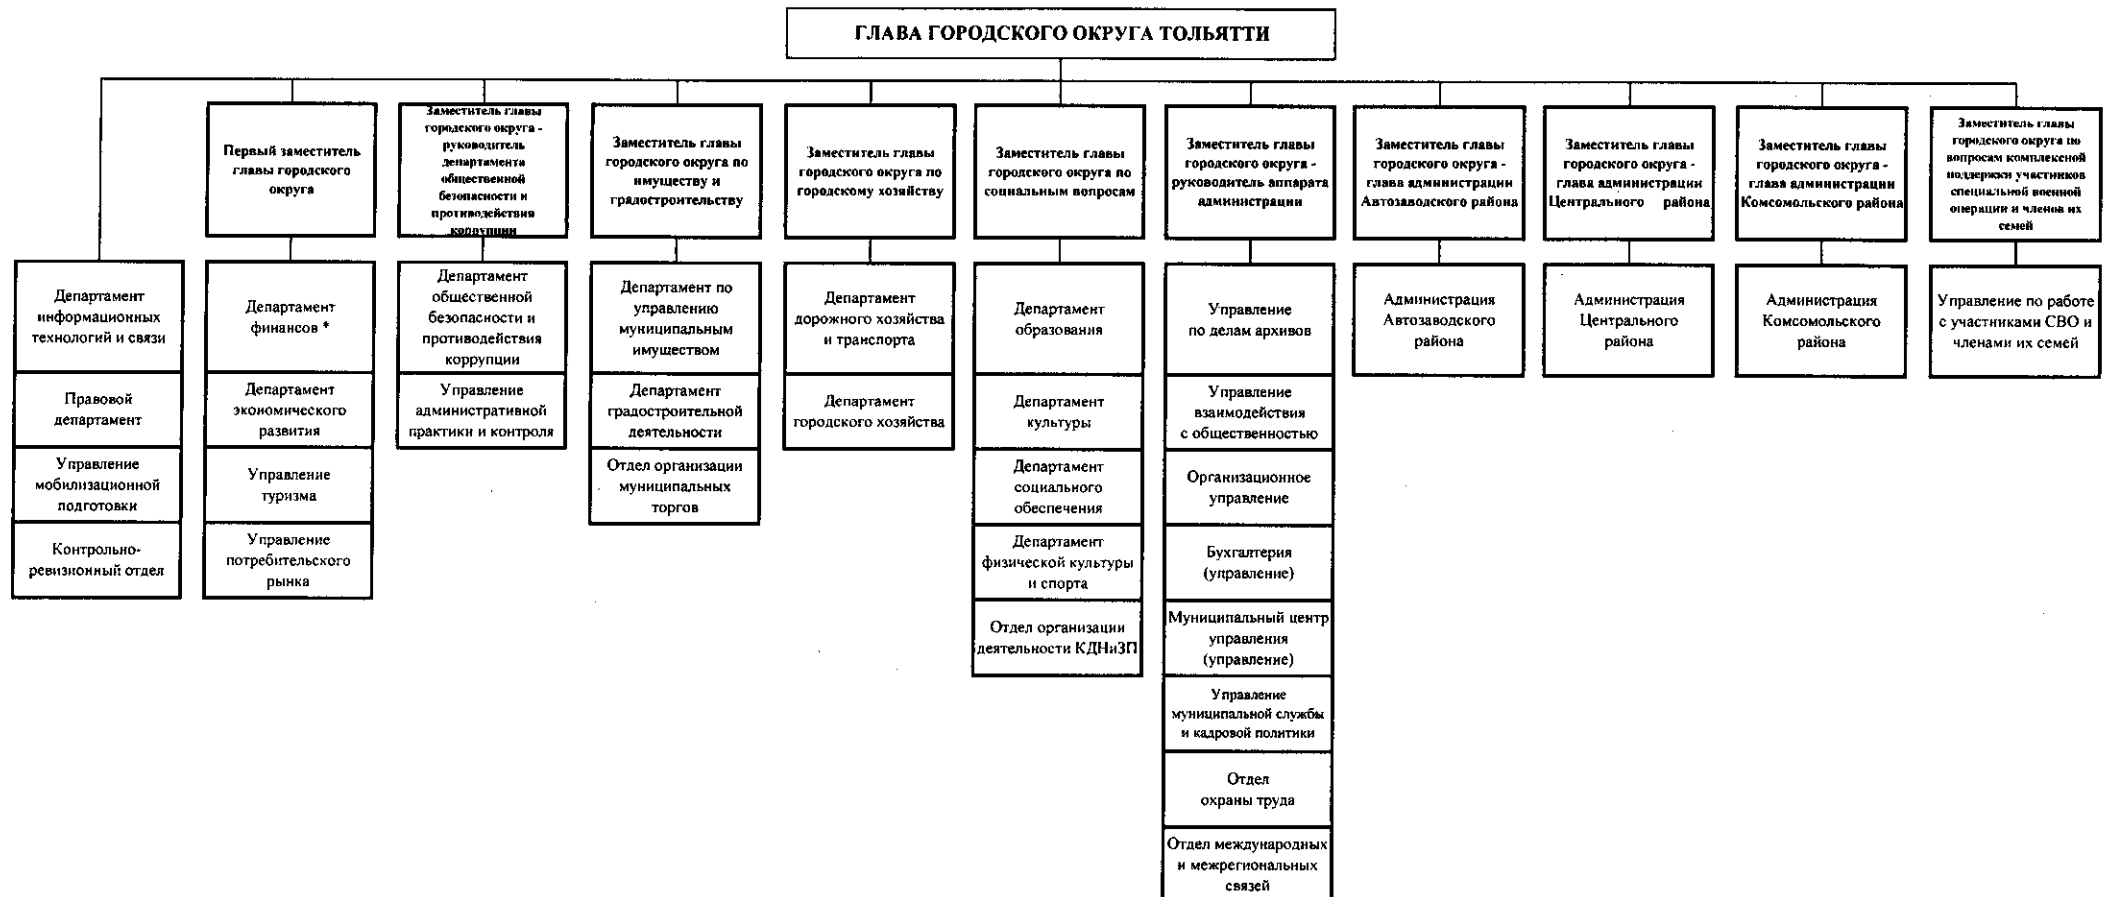 ГЛАВА ГОРОДСКОГО ОКРУГА ТОЛЬЯТТИ
Первый заместитель
главы городского
округа
Заместитель главы
городского округа -
руководитель
департамента
общественной
безопасности и
противодействия
коррупции
Заместитель главы
городского округа по
имуществу и
градостроительству
Заместитель главы
городского округа по
городскому хозяйству
Заместитель главы
городского округа по
социальным вопросам
Заместитель главы
городского округа -
руководитель аппарата
администрации
Заместитель главы
городского округа -
глава администрации
Автозаводского района
Заместитель главы
городского округа -
глава администрации
Центрального района
Заместитель главы
городского округа -
глава администрации
Комсомольского района
Заместитель главы
городского округа по
вопросам комплексной
поддержки участников
специальной военной
операции и членов их
семей
Департамент
информационных
технологий и связи
Правовой
департамент
Управление
мобилизационной
подготовки
Контрольно-
ревизионный отдел
Департамент
финансов *
Департамент
экономического
развития
Управление
туризма
Управление
потребительского
рынка
Департамент
общественной
безопасности и
противодействия
коррупции
Управление
административной
практики и контроля
Департамент по
управлению
муниципальным
имуществом
Департамент
градостроительной
деятельности
Отдел организации
муниципальных
торгов
Департамент
дорожного хозяйства
и транспорта
Департамент
городского хозяйства
Департамент
образования
Департамент
культуры
Департамент
социального
обеспечения
Департамент
физической культуры
и спорта
Отдел организации
деятельности КДНиЗП
Управление
по делам архивов
Управление
взаимодействия
с общественностью
Организационное
управление
Бухгалтерия
(управление)
Муниципальный центр
управления
(управление)
Управление
муниципальной службы
и кадровой политики
Отдел
охраны труда
Отдел международных
и межрегиональных
связей
Администрация
Автозаводского
района
Администрация
Центрального
района
Администрация
Комсомольского
района
Управление по работе
с участниками СВО и
членами их семей